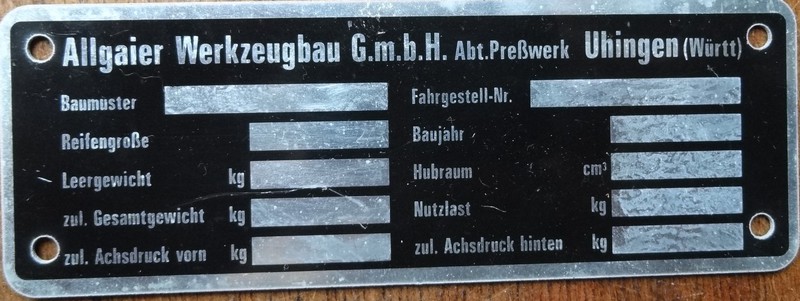 Allgaier Werkzeugbau G.m.b.H. Abt.Preßwerk Uhingen (Württ)
Baumuster Fahrgestell-Nr.
Reifengroße Baujahr
Leergewicht kg Hubraum cm³
zul. Gesamtgewicht kg Nutzlast kg
zul. Achsdruck vorn kg zul. Achsdruck hinten kg